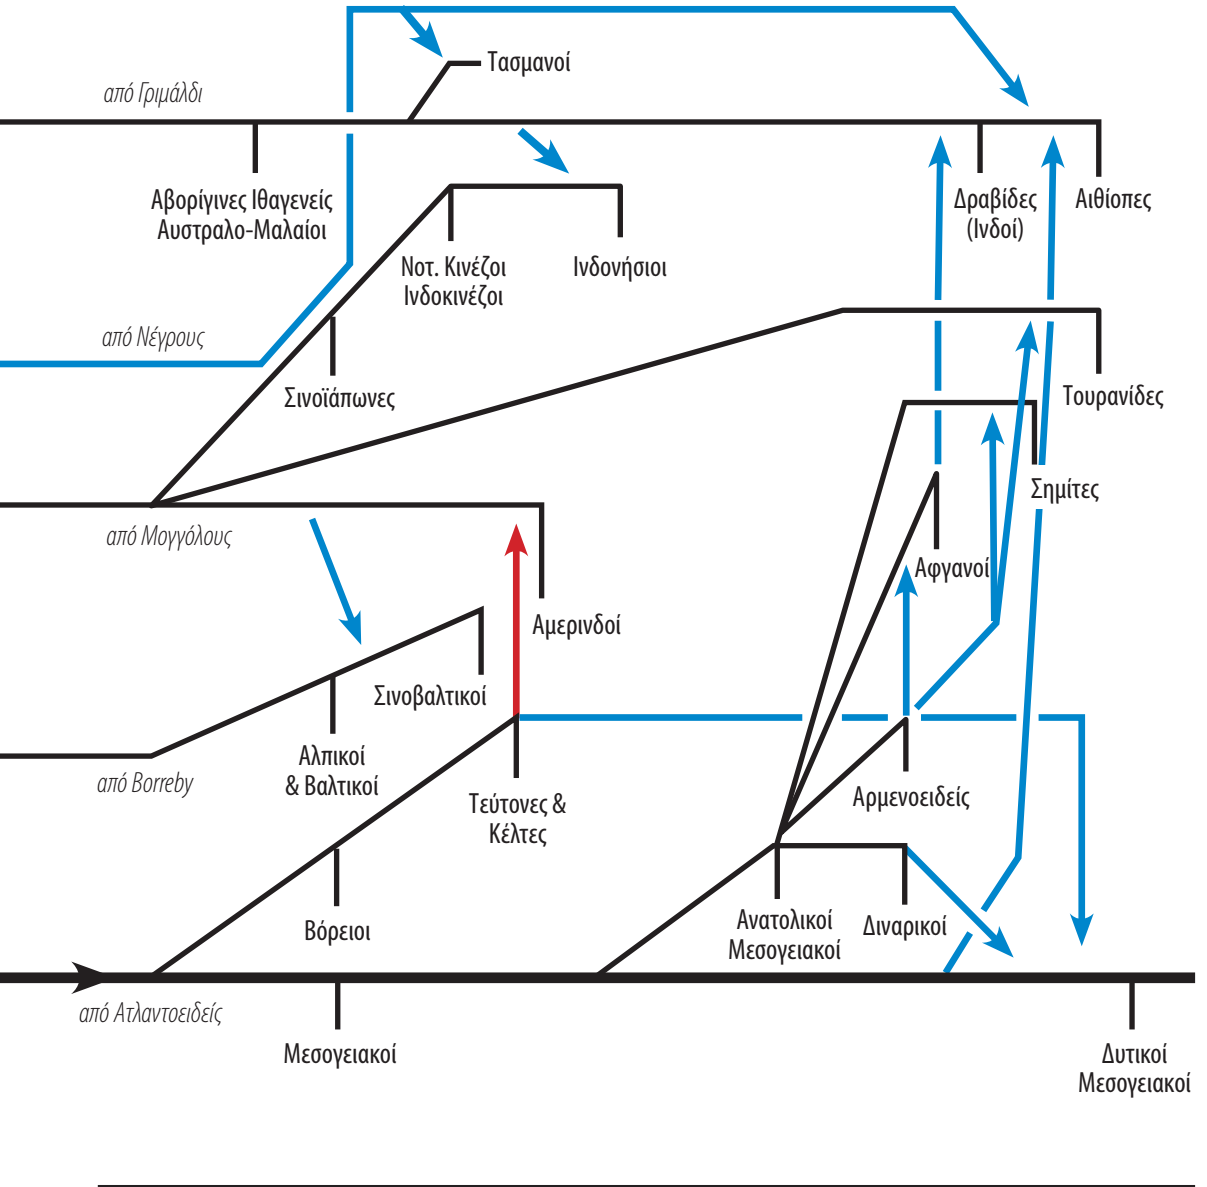 Τασμανοί
από Γριμάλδι
Αβορίγινες Ιθαγενείς
Αυστραλο-Μαλαίοι
Δραβίδες
(Ινδοί)
Αιθίοπες
Νοτ. Κινέζοι
Ινδοκινέζοι
Ινδονήσιοι
από Νέγρους
Σινοϊάπωνες
Τουρανίδες
Σημίτες
από Μογγόλους
Αφγανοί
Αμερινδοί
Σινοβαλτικοί
Αλπικοί
& Βαλτικοί
από Borreby
Τεύτονες &
Κέλτες
Αρμενοειδείς
Βόρειοι
Ανατολικοί
Μεσογειακοί
Διναρικοί
από Ατλαντοειδείς
Μεσογειακοί
Δυτικοί
Μεσογειακοί